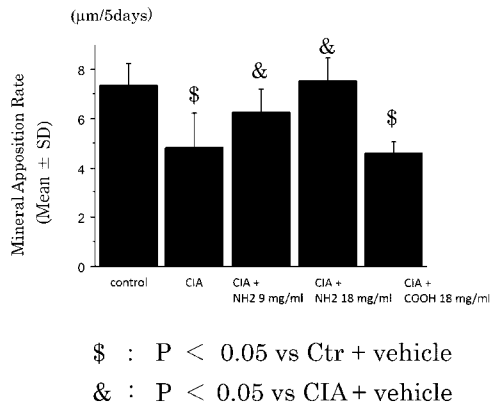 (μm/5days)
Mineral Apposition Rate
(Mean ± SD)
8
6
4
2
0
$
&
&
$
control
CIA
CIA +
NH2 9 mg/ml
CIA +
NH2 18 mg/ml
CIA +
COOH 18 mg/ml
$ : P < 0.05 vs Ctr + vehicle
& : P < 0.05 vs CIA + vehicle